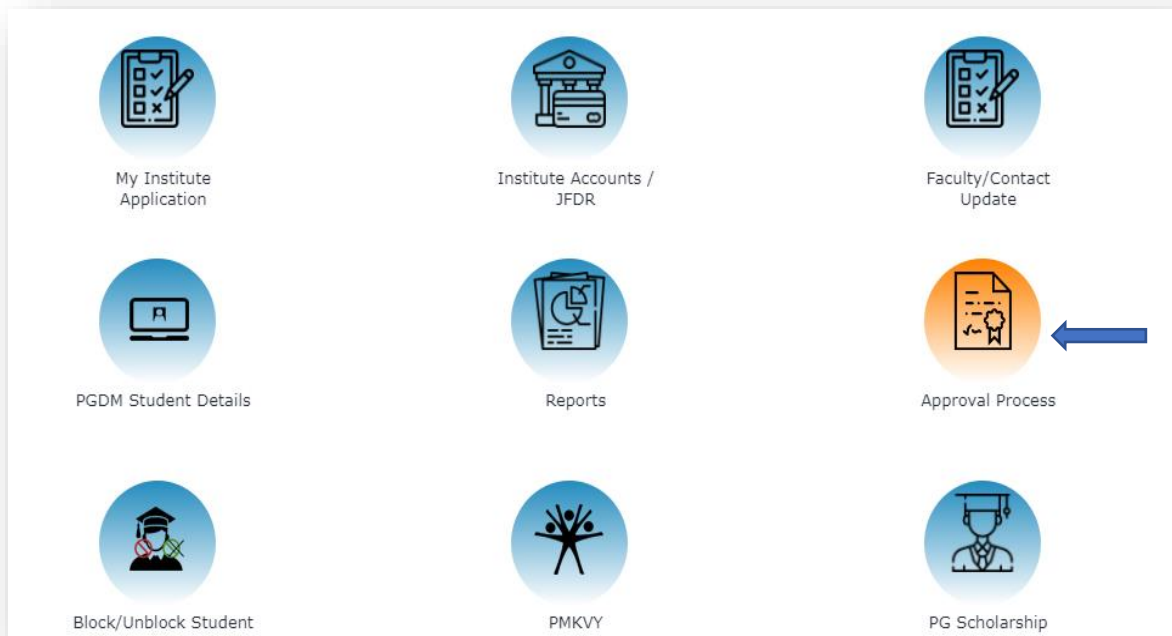 My Institute
Application
Institute Accounts /
JFDR
Faculty/Contact
Update
PGDM Student Details
Reports
Approval Process
Block/Unblock Student
PMKVY
PG Scholarship